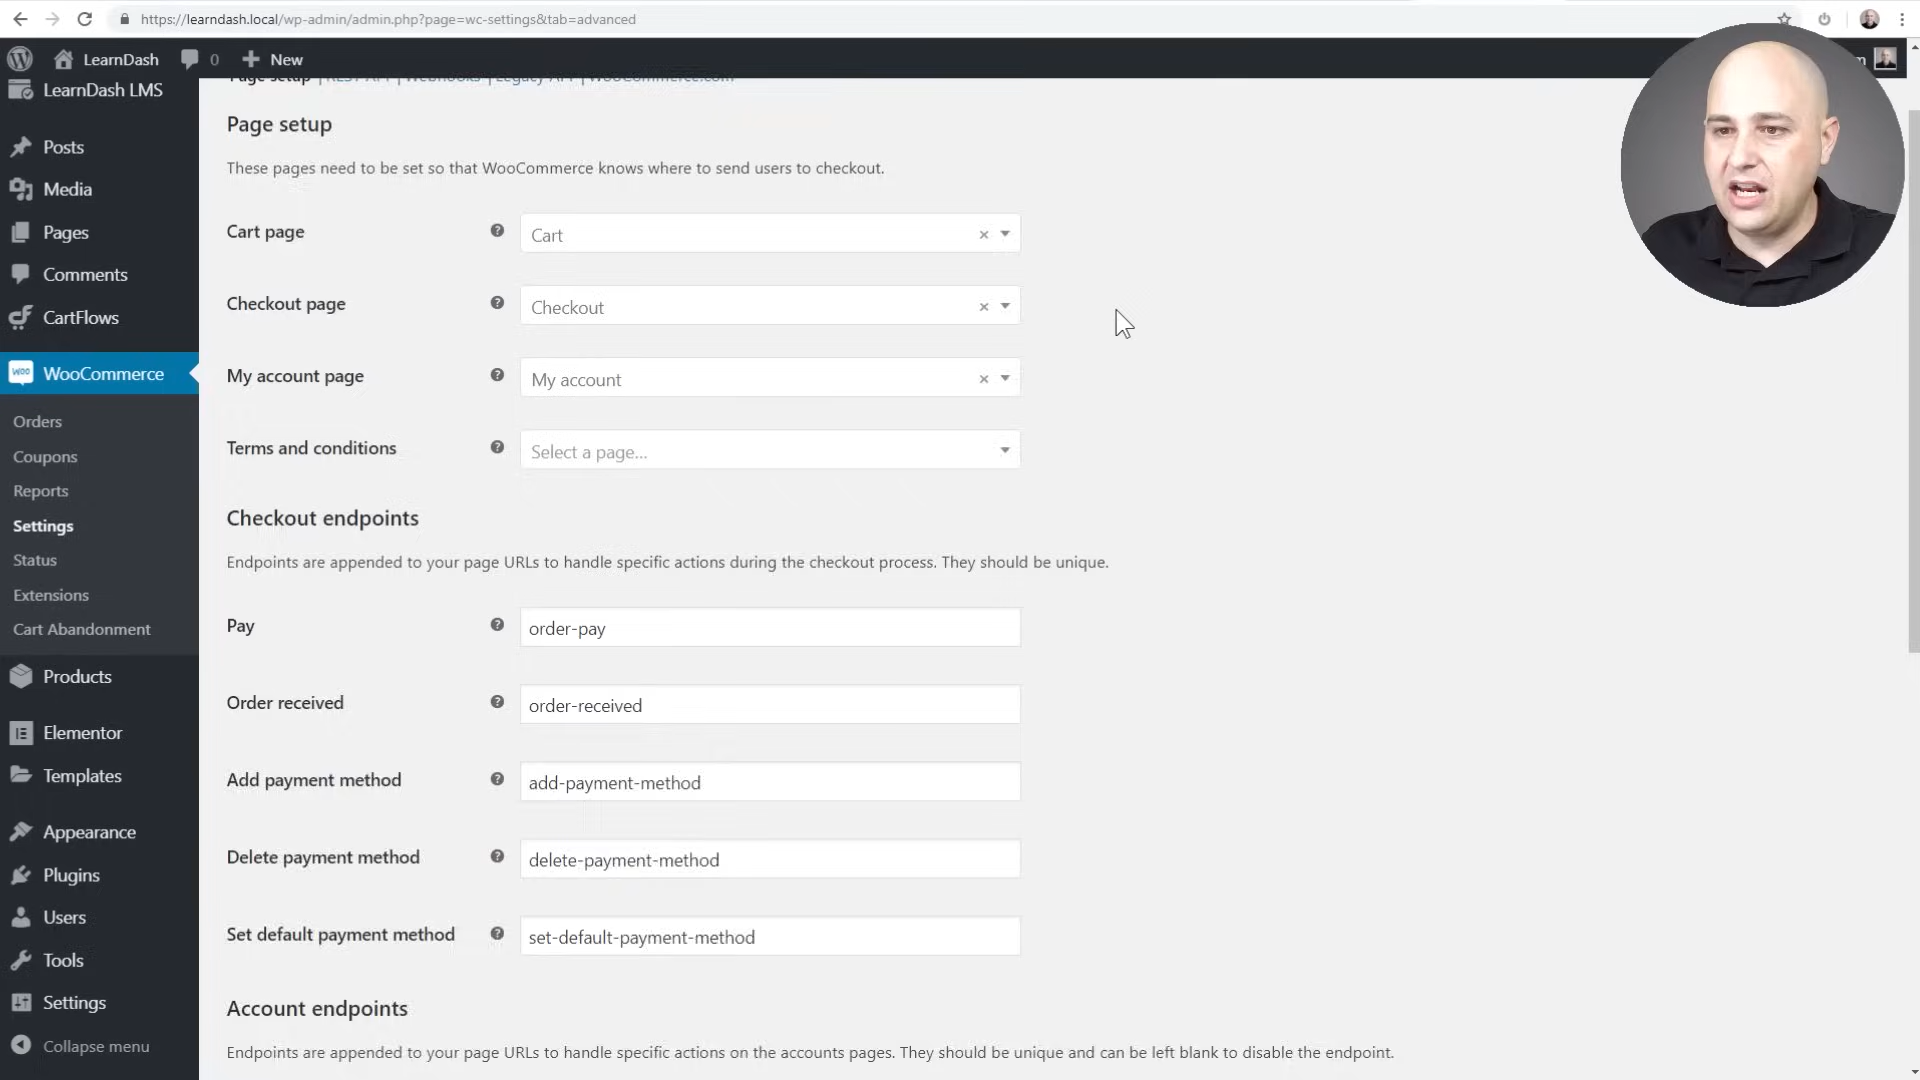 https://learndash.local/wp-admin/admin.php?page=wc-settings&tab=advanced
LearnDash 0 New
Page setup | REST API | Webhooks | Legacy API | WooCommerce.com
LearnDash LMS
Posts
Media
Pages
Comments
CartFlows
WooCommerce
Orders
Coupons
Reports
Settings
Status
Extensions
Cart Abandonment
Products
Elementor
Templates
Appearance
Plugins
Users
Tools
Settings
Collapse menu
Page setup
These pages need to be set so that WooCommerce knows where to send users to checkout.
Cart page Cart
Checkout page Checkout
My account page My account
Terms and conditions Select a page...
Checkout endpoints
Endpoints are appended to your page URLs to handle specific actions during the checkout process. They should be unique.
Pay order-pay
Order received order-received
Add payment method add-payment-method
Delete payment method delete-payment-method
Set default payment method set-default-payment-method
Account endpoints
Endpoints are appended to your page URLs to handle specific actions on the accounts pages. They should be unique and can be left blank to disable the endpoint.